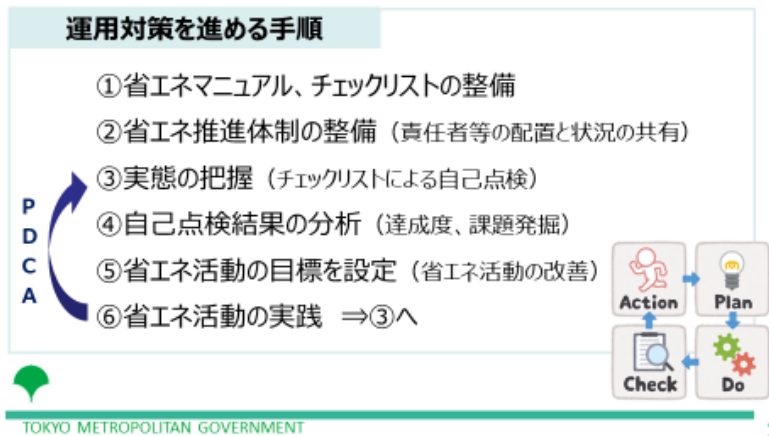 運用対策を進める手順
①省エネマニュアル、チェックリストの整備
②省エネ推進体制の整備（責任者等の配置と状況の共有）
③実態の把握（チェックリストによる自己点検）
④自己点検結果の分析（達成度、課題発掘）
⑤省エネ活動の目標を設定（省エネ活動の改善）
⑥省エネ活動の実践　⇒③へ
P
D
C
A
Action
Plan
Check
Do
TOKYO METROPOLITAN GOVERNMENT